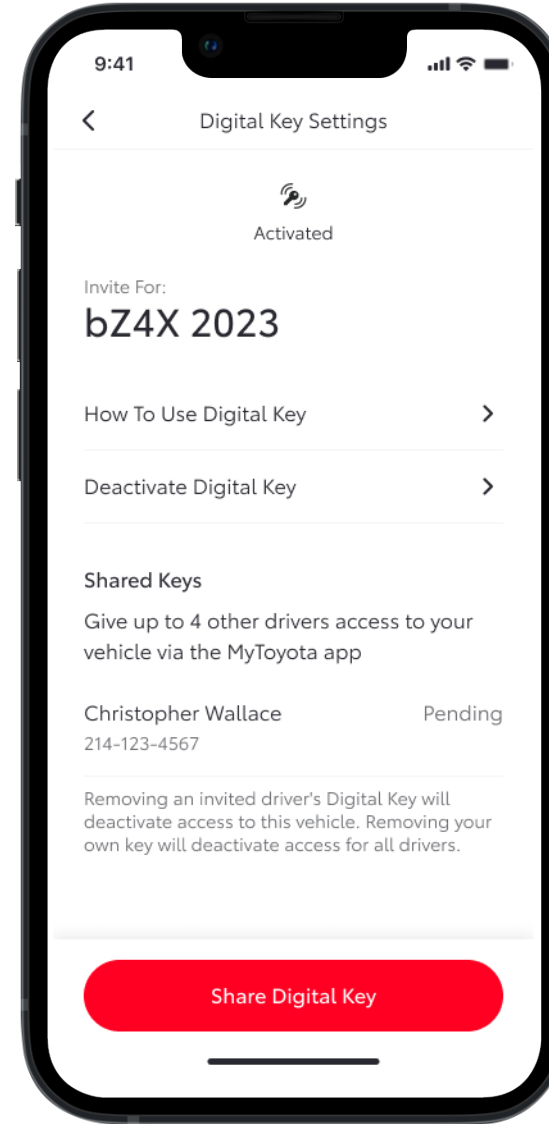 9:41
Digital Key Settings
Activated
Invite For:
bZ4X 2023
How To Use Digital Key
Deactivate Digital Key
Shared Keys
Give up to 4 other drivers access to your
vehicle via the MyToyota app
Christopher Wallace Pending
214-123-4567
Removing an invited driver's Digital Key will
deactivate access to this vehicle. Removing your
own key will deactivate access for all drivers.
Share Digital Key